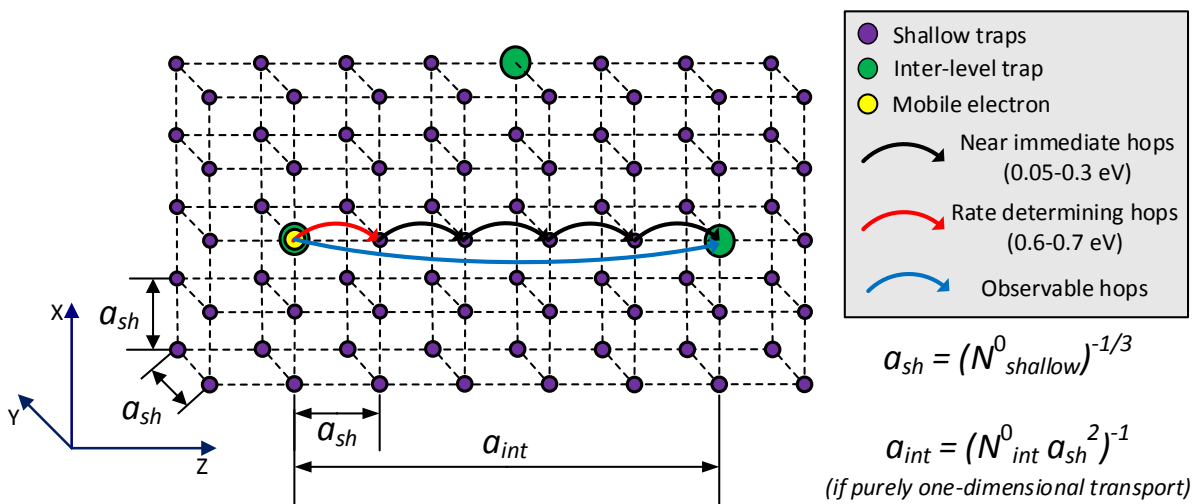 Shallow traps
Inter-level trap
Mobile electron
Near immediate hops
(0.05-0.3 eV)
Rate determining hops
(0.6-0.7 eV)
Observable hops
X
Y
Z
a_sh
a_sh
a_sh
a_int
a_sh = (N^0_shallow)^-1/3
a_int = (N^0_int a_sh^2)^-1
(if purely one-dimensional transport)